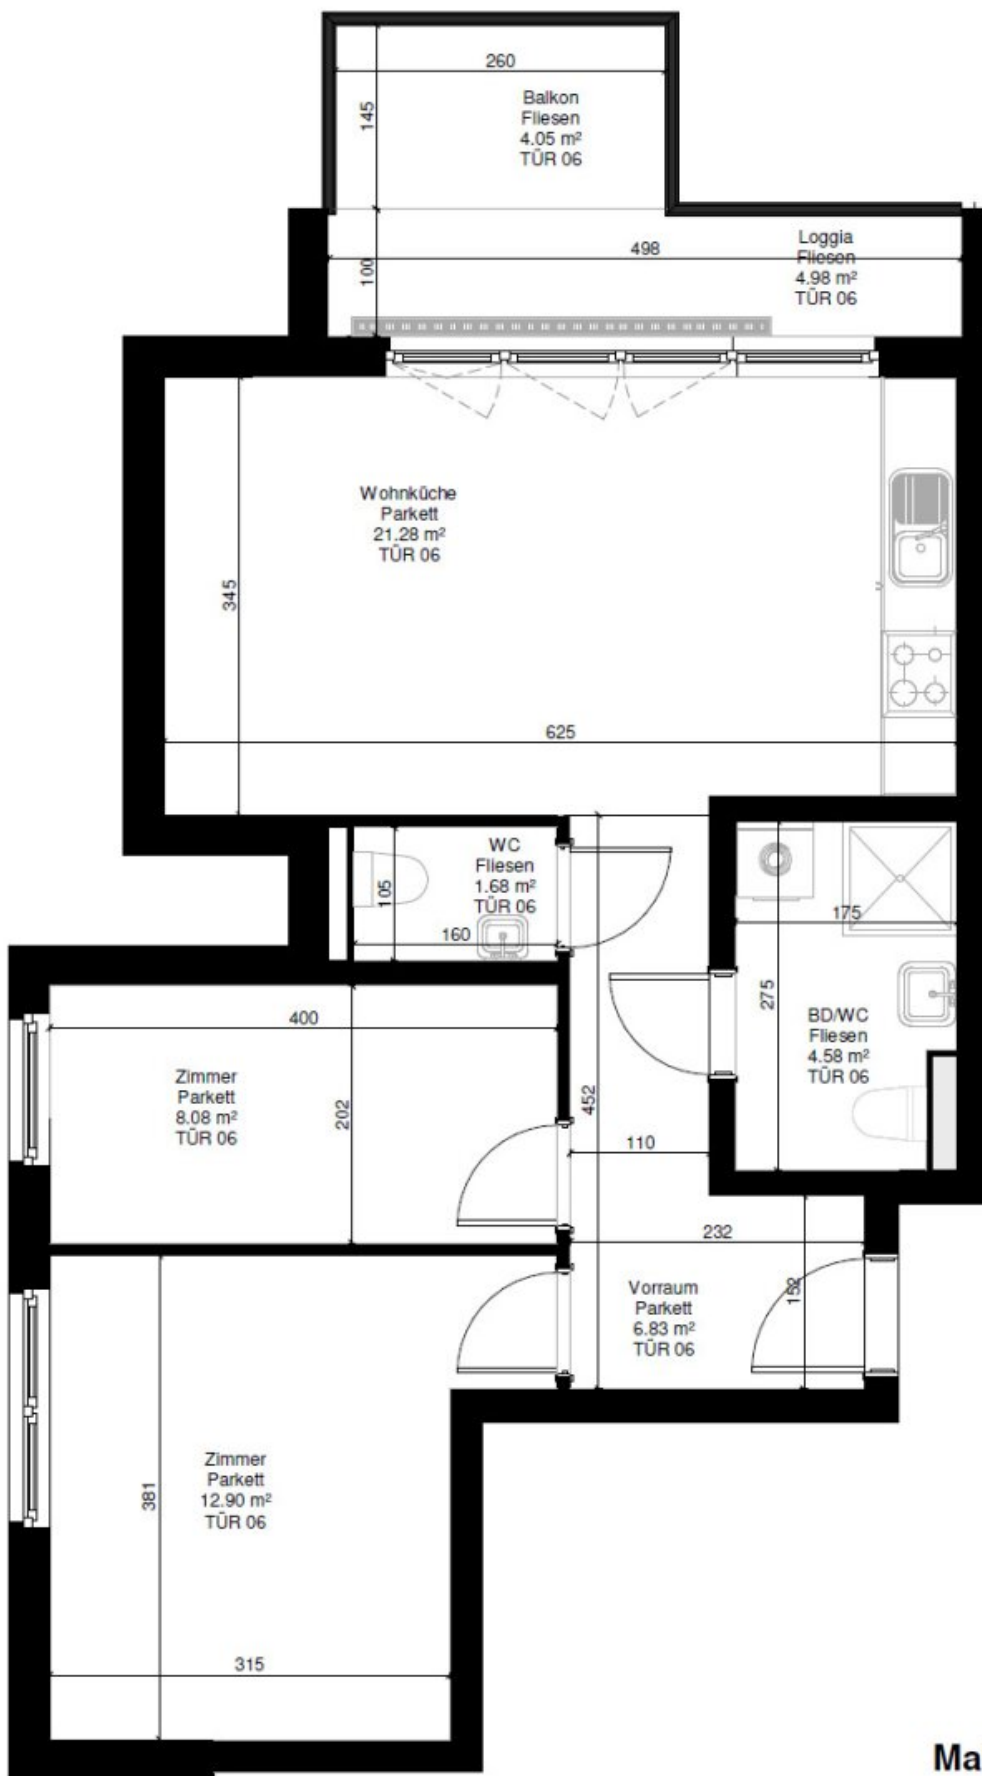 260
145
Balkon
Fliesen
4.05 m²
TÜR 06
498
100
Loggia
Fliesen
4.98 m²
TÜR 06
Wohnküche
Parkett
21.28 m²
TÜR 06
345
625
WC
Fliesen
1.68 m²
TÜR 06
105
160
175
275
BD/WC
Fliesen
4.58 m²
TÜR 06
400
Zimmer
Parkett
8.08 m²
TÜR 06
202
452
110
232
152
Vorraum
Parkett
6.83 m²
TÜR 06
Zimmer
Parkett
12.90 m²
TÜR 06
381
315
Ma